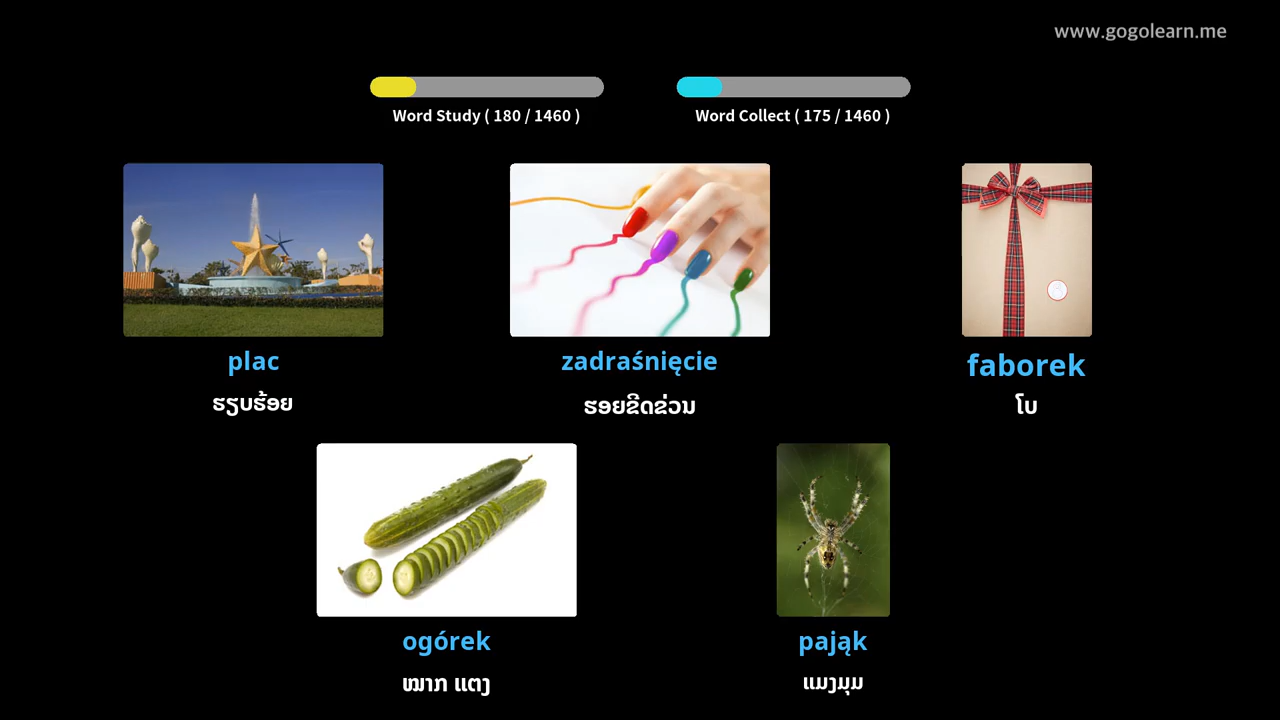 www.gogolearn.me
Word Study ( 180 / 1460 )
Word Collect ( 175 / 1460 )
plac
ຮຽບຮ້ອຍ
zadraśnięcie
ຮອຍຂີດຂ່ວນ
faborek
ໂບ
ogórek
ໝາກ ແຕງ
pająk
ແມງມຸມ